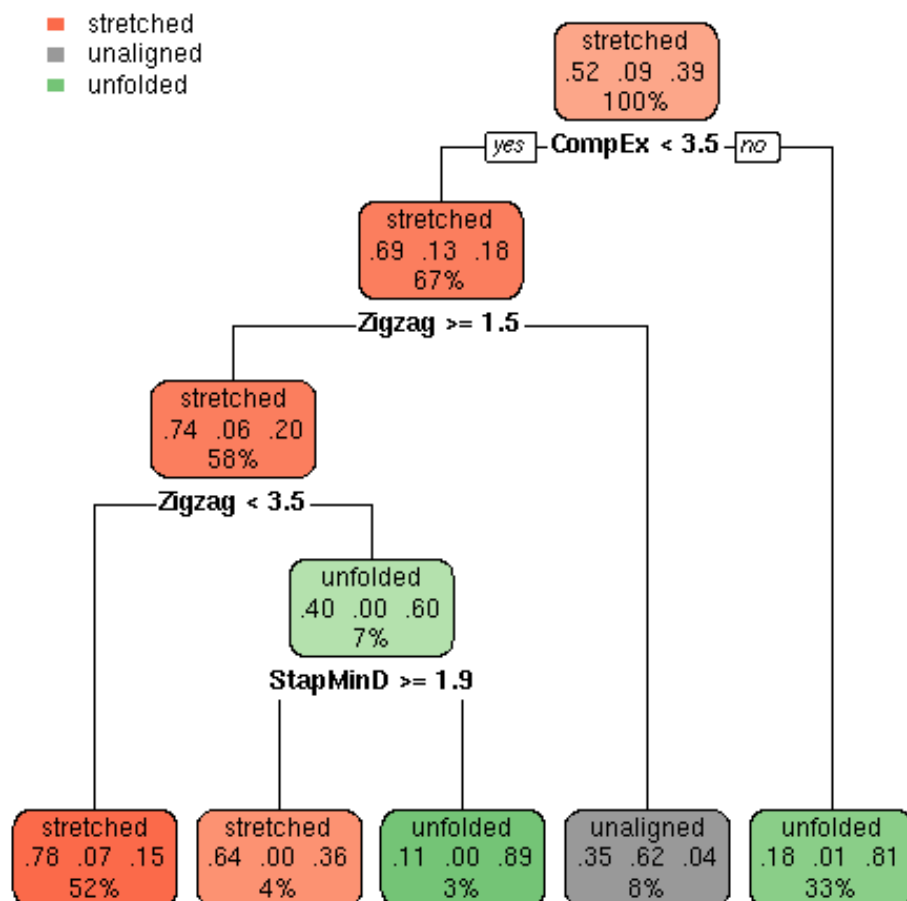 stretched
unaligned
unfolded
stretched
.52 .09 .39
100%
yes CompEx < 3.5 no
stretched
.69 .13 .18
67%
Zigzag >= 1.5
stretched
.74 .06 .20
58%
Zigzag < 3.5
unfolded
.40 .00 .60
7%
StapMinD >= 1.9
stretched
.78 .07 .15
52%
stretched
.64 .00 .36
4%
unfolded
.11 .00 .89
3%
unaligned
.35 .62 .04
8%
unfolded
.18 .01 .81
33%